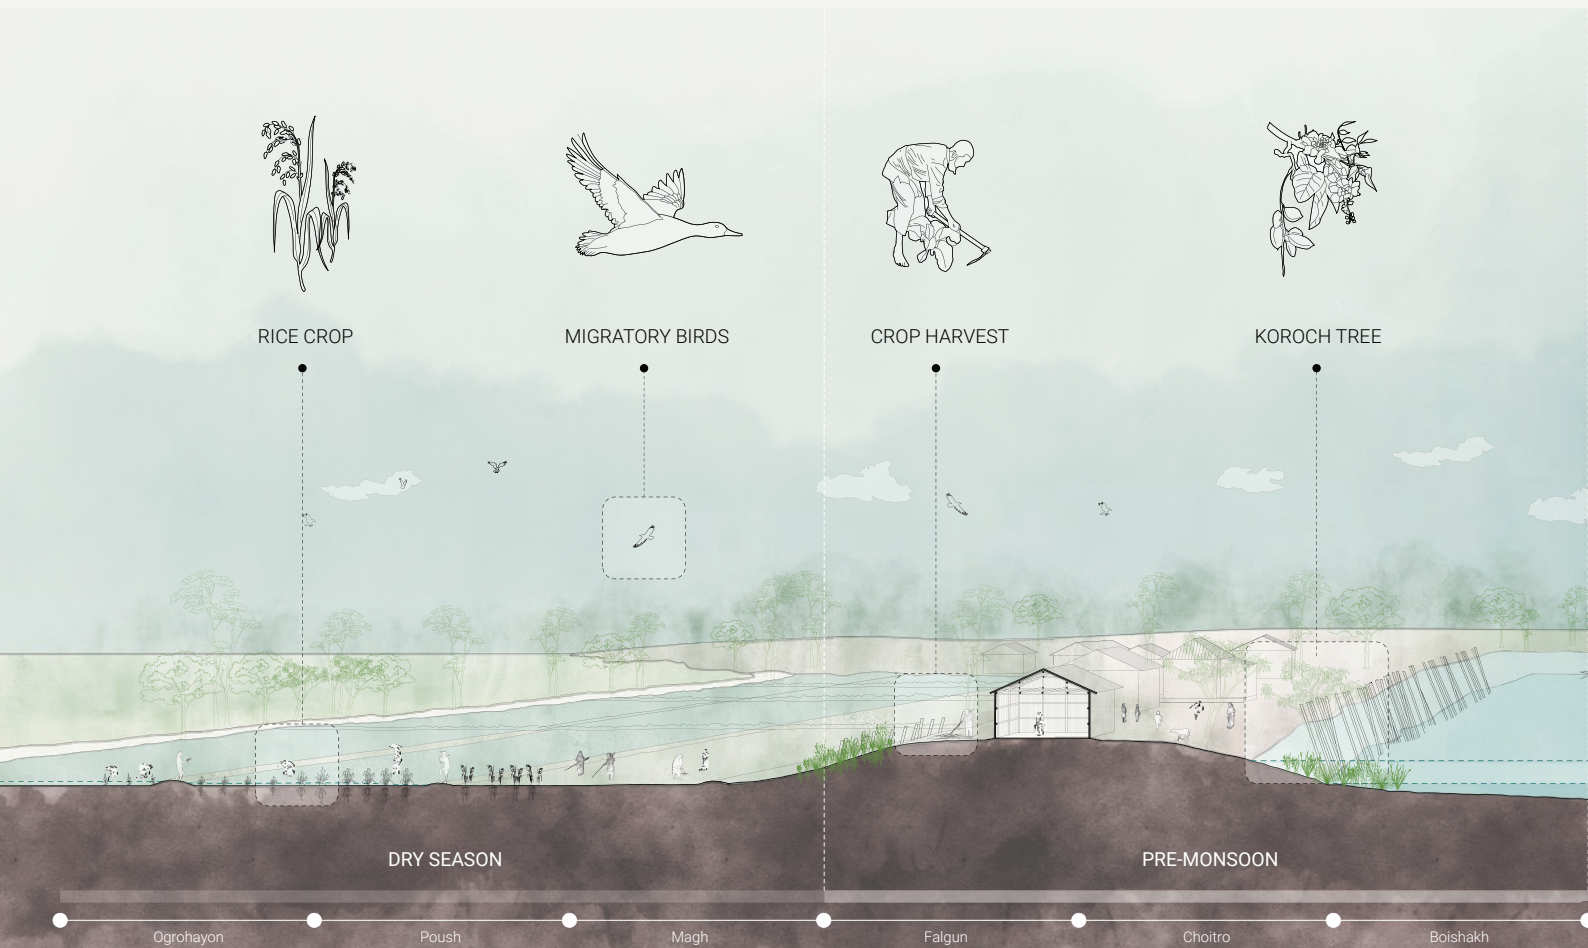 RICE CROP
MIGRATORY BIRDS
CROP HARVEST
KOROCH TREE
DRY SEASON
PRE-MONSOON
Ogrohayon
Poush
Magh
Falgun
Choitro
Boishakh